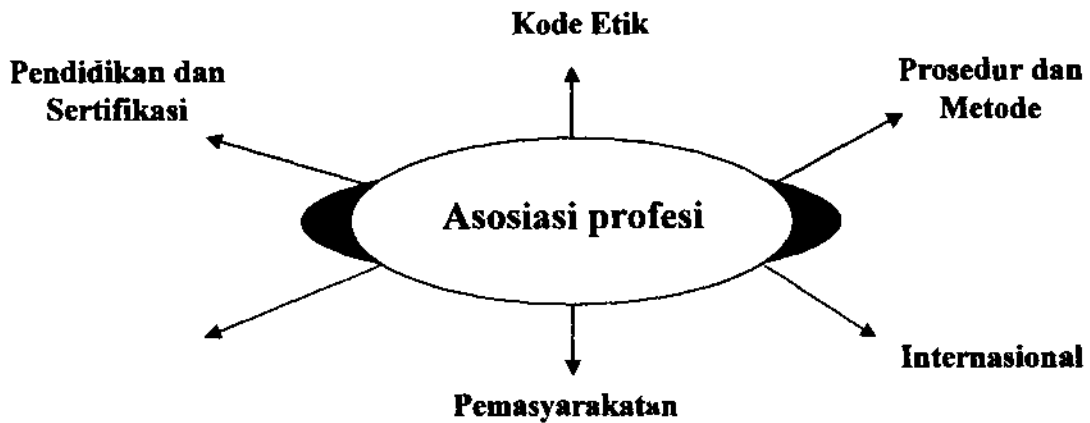 Kode Etik
Pendidikan dan
Sertifikasi
Prosedur dan
Metode
Asosiasi profesi
Internasional
Pemasyarakatan